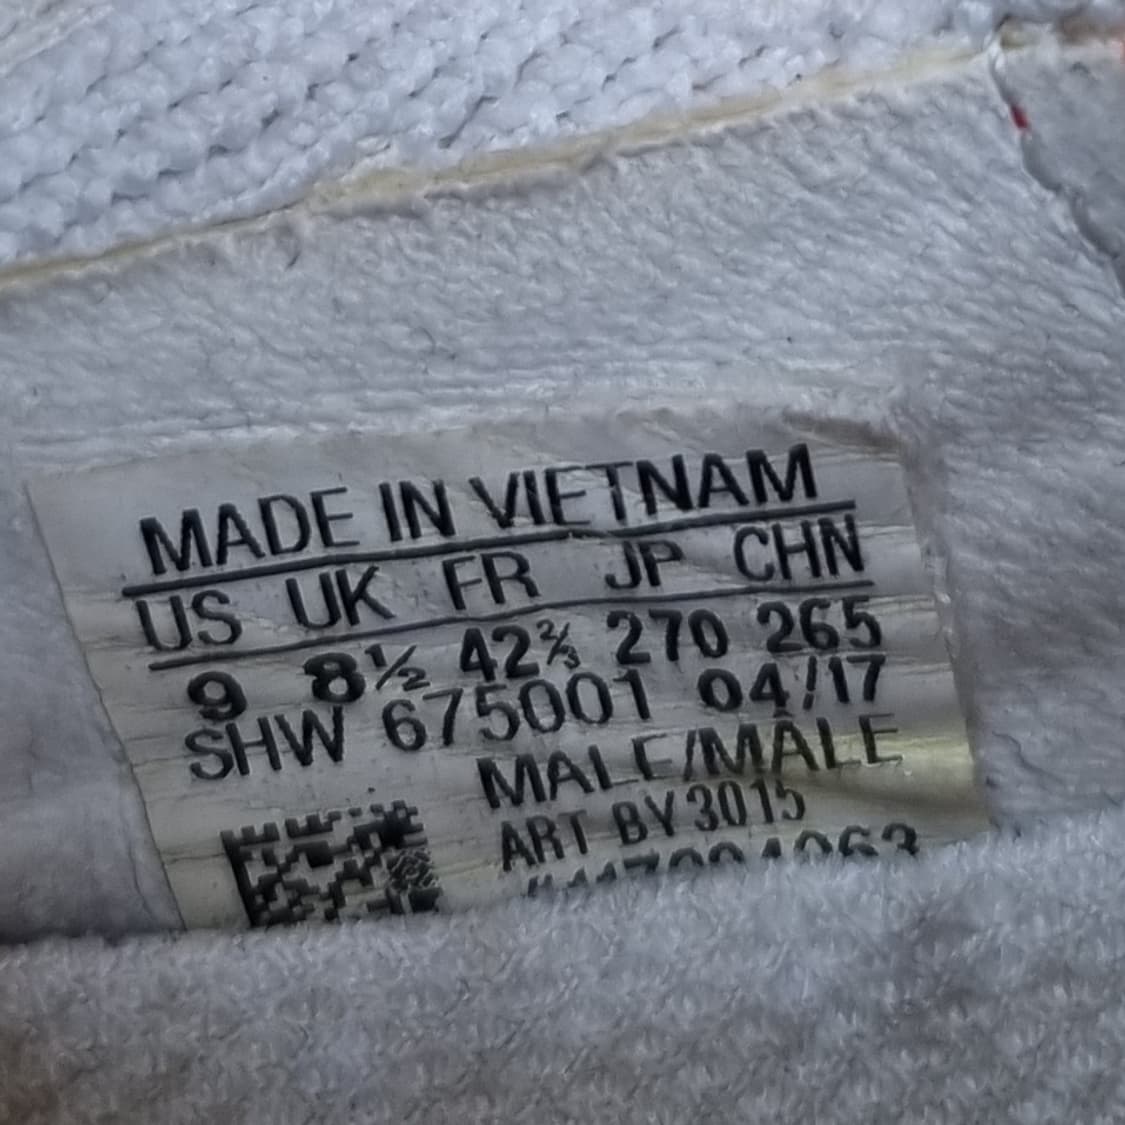 MADE IN VIETNAM
US UK FR JP CHN
9 8½ 42⅔ 270 265
SHW 675001 04/17
MALE/MÂLE
ART BY3015